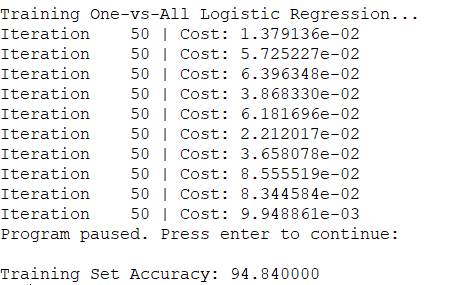 Training One-vs-All Logistic Regression...
Iteration    50 | Cost: 1.379136e-02
Iteration    50 | Cost: 5.725227e-02
Iteration    50 | Cost: 6.396348e-02
Iteration    50 | Cost: 3.868330e-02
Iteration    50 | Cost: 6.181696e-02
Iteration    50 | Cost: 2.212017e-02
Iteration    50 | Cost: 3.658078e-02
Iteration    50 | Cost: 8.555519e-02
Iteration    50 | Cost: 8.344584e-02
Iteration    50 | Cost: 9.948861e-03
Program paused. Press enter to continue:
Training Set Accuracy: 94.840000